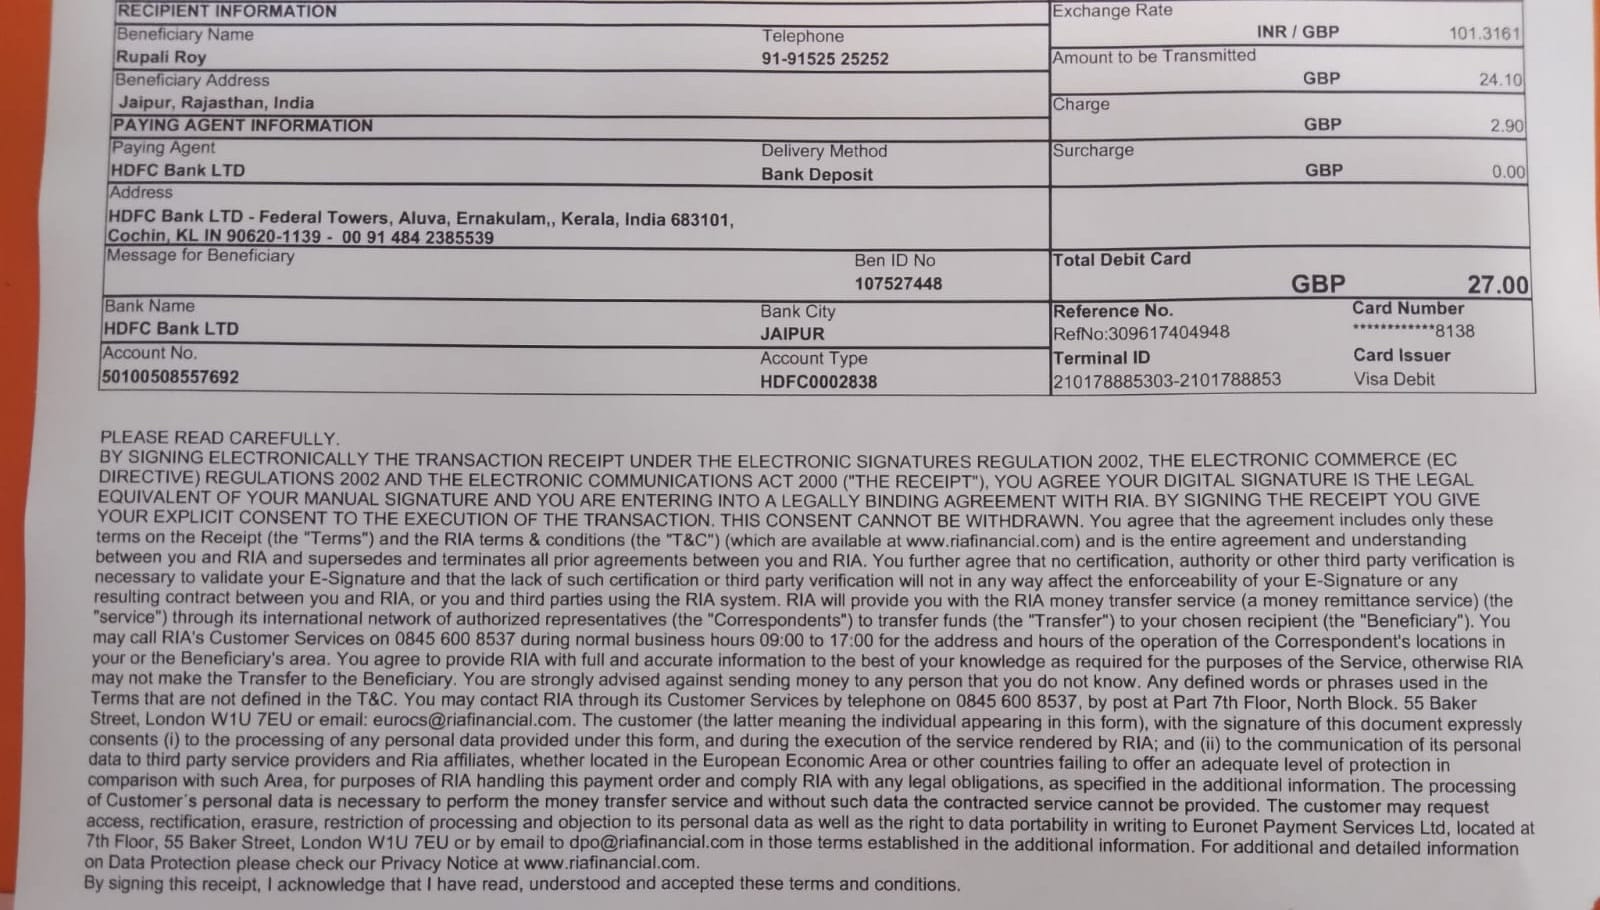 RECIPIENT INFORMATION
Beneficiary Name Telephone
Rupali Roy 91-91525 25252
Beneficiary Address
Jaipur, Rajasthan, India
PAYING AGENT INFORMATION
Paying Agent Delivery Method
HDFC Bank LTD Bank Deposit
Address
HDFC Bank LTD - Federal Towers, Aluva, Ernakulam,, Kerala, India 683101,
Cochin, KL IN 90620-1139 - 00 91 484 2385539
Message for Beneficiary Ben ID No
107527448
Bank Name Bank City
HDFC Bank LTD JAIPUR
Account No. Account Type
50100508557692 HDFC0002838
Exchange Rate
INR / GBP 101.3161
Amount to be Transmitted
GBP 24.10
Charge
GBP 2.90
Surcharge
GBP 0.00
Total Debit Card
GBP 27.00
Reference No. Card Number
RefNo:309617404948 ************8138
Terminal ID Card Issuer
210178885303-2101788853 Visa Debit
PLEASE READ CAREFULLY.
BY SIGNING ELECTRONICALLY THE TRANSACTION RECEIPT UNDER THE ELECTRONIC SIGNATURES REGULATION 2002, THE ELECTRONIC COMMERCE (EC
DIRECTIVE) REGULATIONS 2002 AND THE ELECTRONIC COMMUNICATIONS ACT 2000 ("THE RECEIPT"), YOU AGREE YOUR DIGITAL SIGNATURE IS THE LEGAL
EQUIVALENT OF YOUR MANUAL SIGNATURE AND YOU ARE ENTERING INTO A LEGALLY BINDING AGREEMENT WITH RIA. BY SIGNING THE RECEIPT YOU GIVE
YOUR EXPLICIT CONSENT TO THE EXECUTION OF THE TRANSACTION. THIS CONSENT CANNOT BE WITHDRAWN. You agree that the agreement includes only these
terms on the Receipt (the "Terms") and the RIA terms & conditions (the "T&C") (which are available at www.riafinancial.com) and is the entire agreement and understanding
between you and RIA and supersedes and terminates all prior agreements between you and RIA. You further agree that no certification, authority or other third party verification is
necessary to validate your E-Signature and that the lack of such certification or third party verification will not in any way affect the enforceability of your E-Signature or any
resulting contract between you and RIA, or you and third parties using the RIA system. RIA will provide you with the RIA money transfer service (a money remittance service) (the
"service") through its international network of authorized representatives (the "Correspondents") to transfer funds (the "Transfer") to your chosen recipient (the "Beneficiary"). You
may call RIA's Customer Services on 0845 600 8537 during normal business hours 09:00 to 17:00 for the address and hours of the operation of the Correspondent's locations in
your or the Beneficiary's area. You agree to provide RIA with full and accurate information to the best of your knowledge as required for the purposes of the Service, otherwise RIA
may not make the Transfer to the Beneficiary. You are strongly advised against sending money to any person that you do not know. Any defined words or phrases used in the
Terms that are not defined in the T&C. You may contact RIA through its Customer Services by telephone on 0845 600 8537, by post at Part 7th Floor, North Block. 55 Baker
Street, London W1U 7EU or email: eurocs@riafinancial.com. The customer (the latter meaning the individual appearing in this form), with the signature of this document expressly
consents (i) to the processing of any personal data provided under this form, and during the execution of the service rendered by RIA; and (ii) to the communication of its personal
data to third party service providers and Ria affiliates, whether located in the European Economic Area or other countries failing to offer an adequate level of protection in
comparison with such Area, for purposes of RIA handling this payment order and comply RIA with any legal obligations, as specified in the additional information. The processing
of Customer´s personal data is necessary to perform the money transfer service and without such data the contracted service cannot be provided. The customer may request
access, rectification, erasure, restriction of processing and objection to its personal data as well as the right to data portability in writing to Euronet Payment Services Ltd, located at
7th Floor, 55 Baker Street, London W1U 7EU or by email to dpo@riafinancial.com in those terms established in the additional information. For additional and detailed information
on Data Protection please check our Privacy Notice at www.riafinancial.com.
By signing this receipt, I acknowledge that I have read, understood and accepted these terms and conditions.